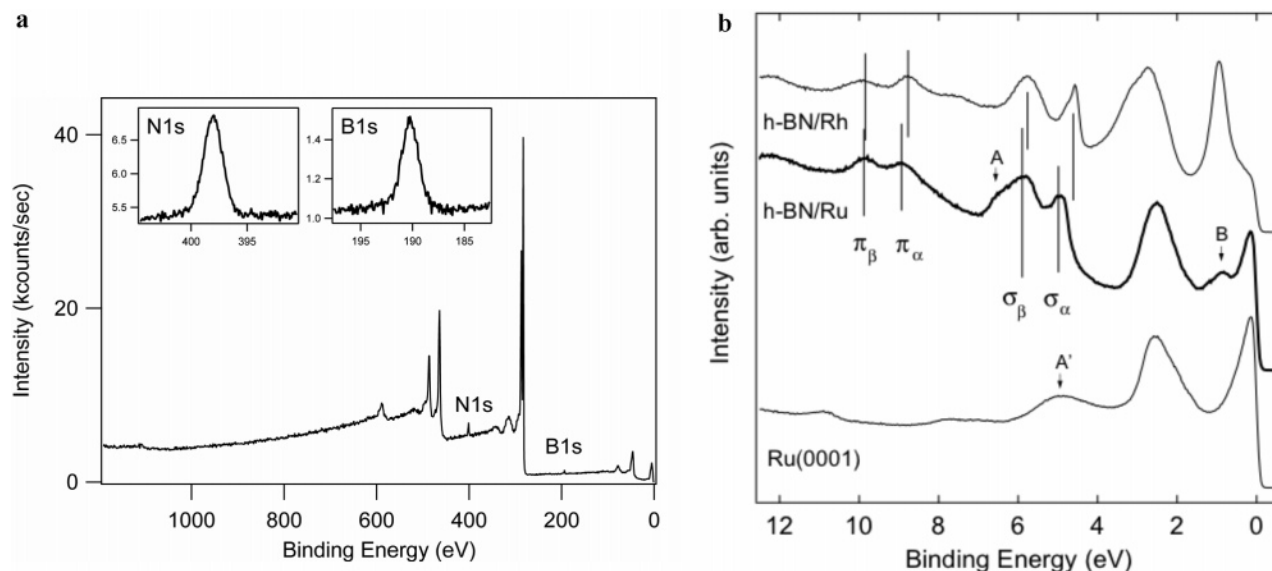 a
40
20
0
Intensity (kcounts/sec)
N1s
6.5
6.0
5.5
400 395
B1s
1.4
1.2
1.0
195 190 185
N1s
B1s
1000 800 600 400 200 0
Binding Energy (eV)
b
Intensity (arb. units)
h-BN/Rh
h-BN/Ru
A
B
πβ πα
σβ σα
A'
Ru(0001)
12 10 8 6 4 2 0
Binding Energy (eV)